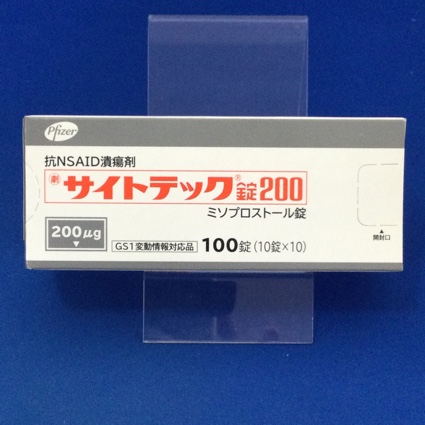 Pfizer
抗NSAID潰瘍剤
劇 サイトテック®錠200
ミソプロストール錠
200μg
▼
GS1変動情報対応品 100錠 (10錠×10)
▲
開封口